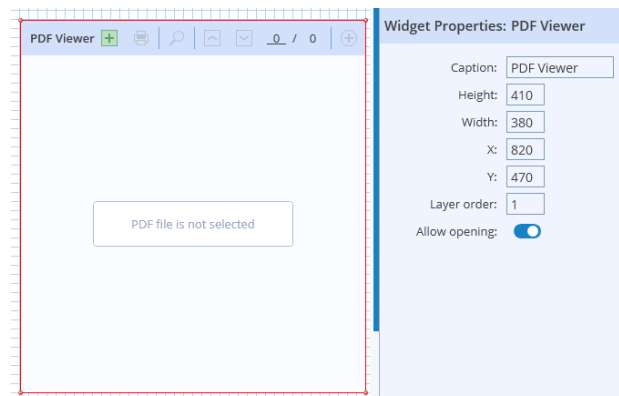 PDF Viewer
0 / 0
PDF file is not selected
Widget Properties: PDF Viewer
Caption: PDF Viewer
Height: 410
Width: 380
X: 820
Y: 470
Layer order: 1
Allow opening: